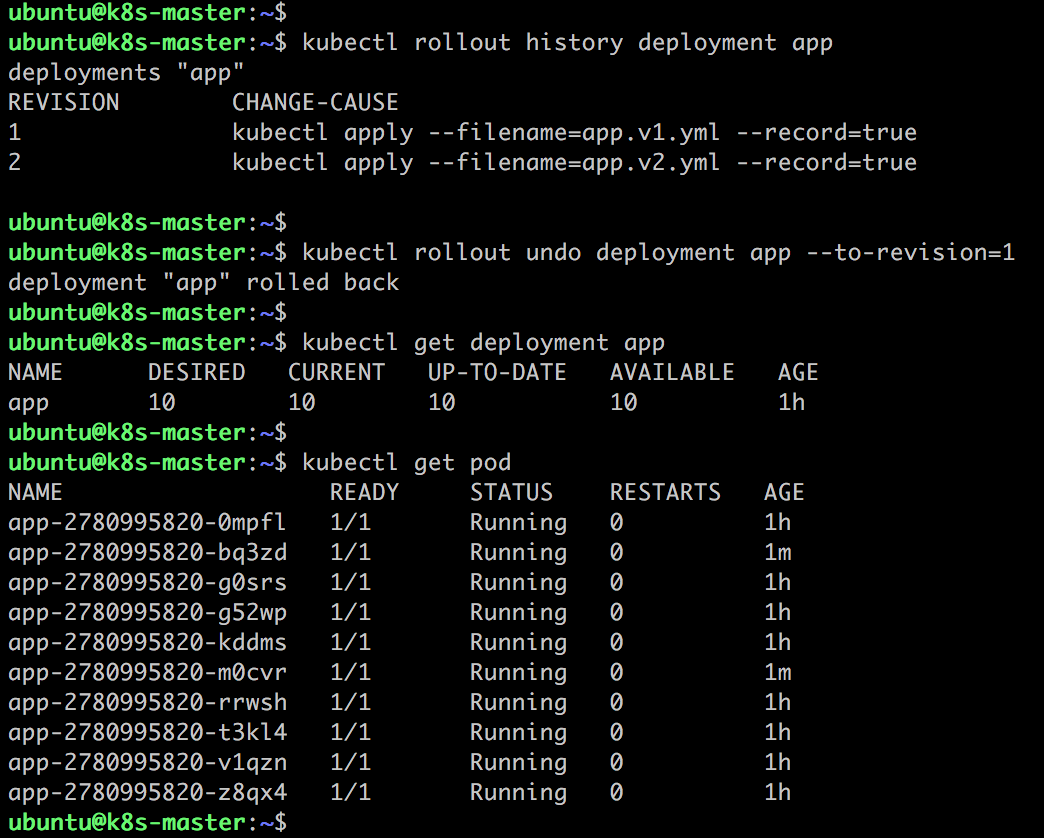 ubuntu@k8s-master:~$
ubuntu@k8s-master:~$ kubectl rollout history deployment app
deployments "app"
REVISION        CHANGE-CAUSE
1               kubectl apply --filename=app.v1.yml --record=true
2               kubectl apply --filename=app.v2.yml --record=true
ubuntu@k8s-master:~$
ubuntu@k8s-master:~$ kubectl rollout undo deployment app --to-revision=1
deployment "app" rolled back
ubuntu@k8s-master:~$
ubuntu@k8s-master:~$ kubectl get deployment app
NAME      DESIRED   CURRENT   UP-TO-DATE   AVAILABLE   AGE
app       10        10        10           10          1h
ubuntu@k8s-master:~$
ubuntu@k8s-master:~$ kubectl get pod
NAME                   READY     STATUS    RESTARTS   AGE
app-2780995820-0mpfl   1/1       Running   0          1h
app-2780995820-bq3zd   1/1       Running   0          1m
app-2780995820-g0srs   1/1       Running   0          1h
app-2780995820-g52wp   1/1       Running   0          1h
app-2780995820-kddms   1/1       Running   0          1h
app-2780995820-m0cvr   1/1       Running   0          1m
app-2780995820-rrwsh   1/1       Running   0          1h
app-2780995820-t3kl4   1/1       Running   0          1h
app-2780995820-v1qzn   1/1       Running   0          1h
app-2780995820-z8qx4   1/1       Running   0          1h
ubuntu@k8s-master:~$